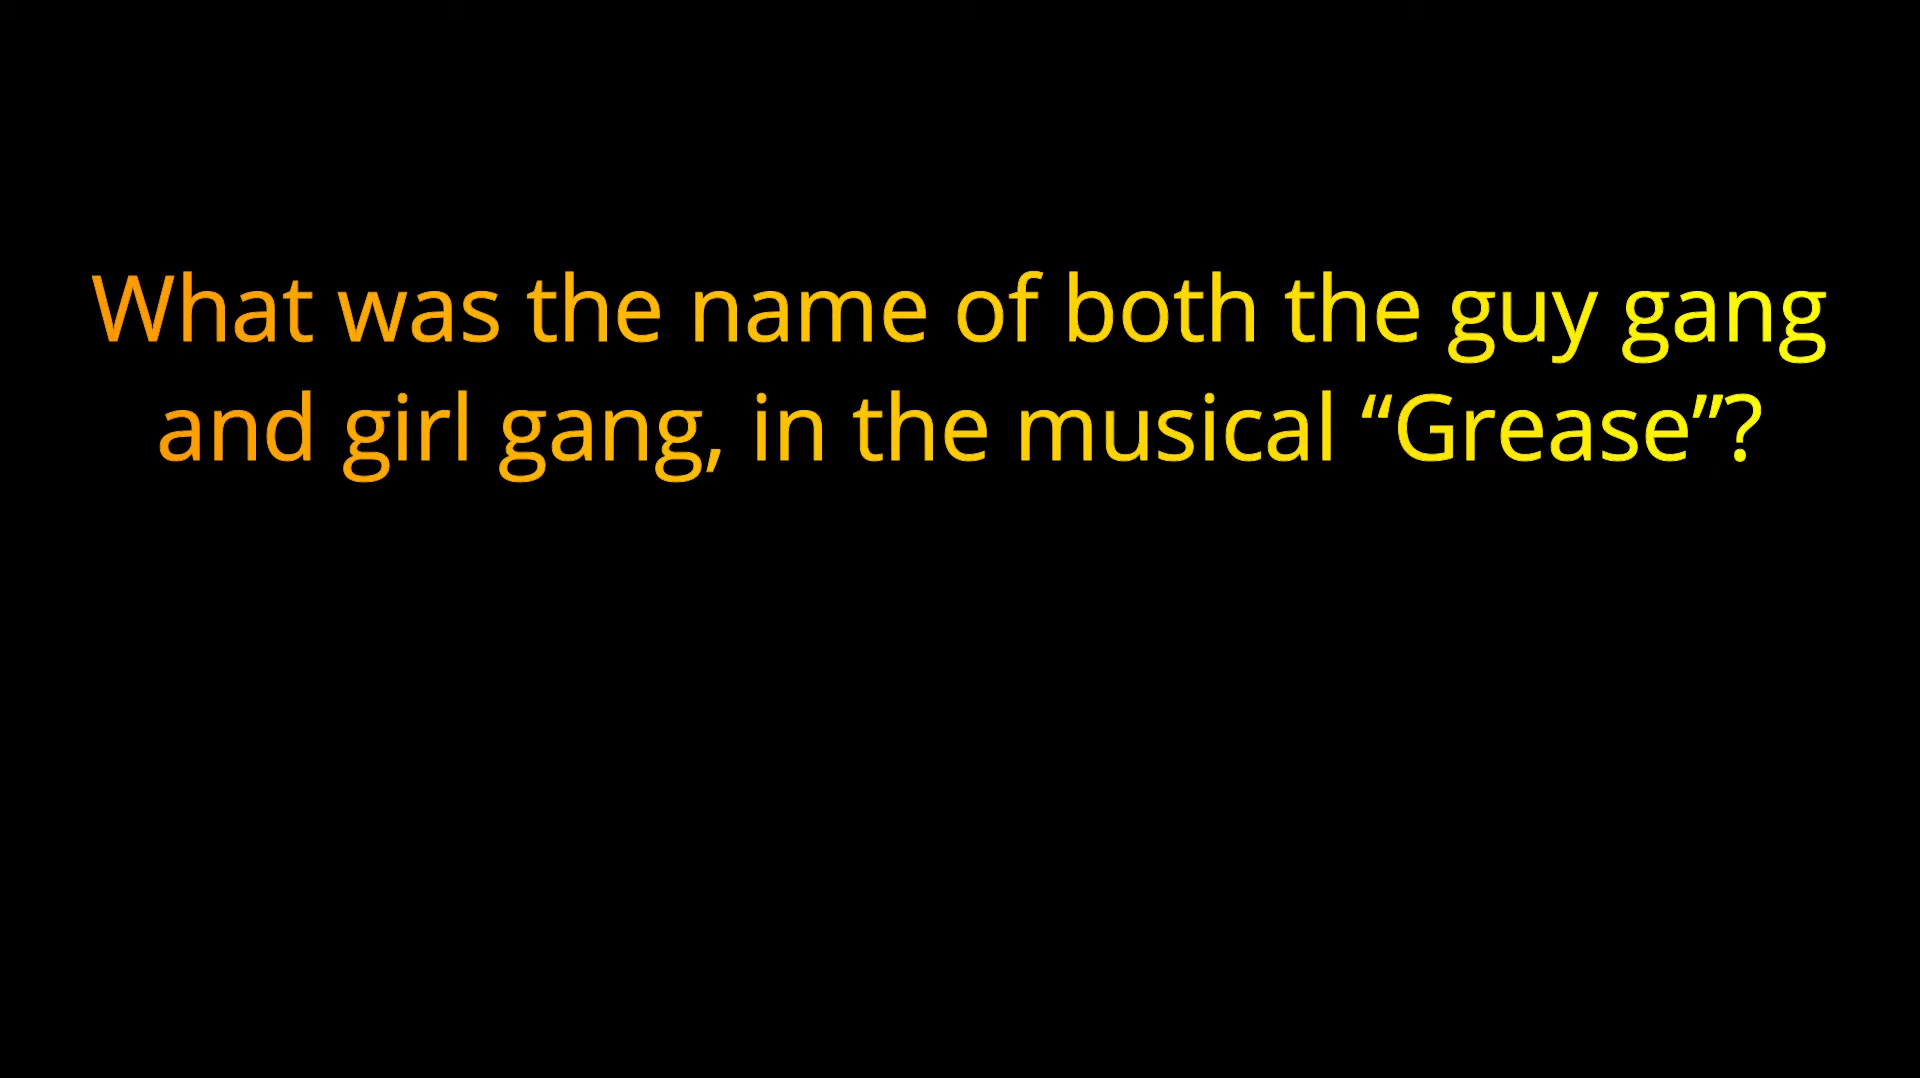 What was the name of both the guy gang
and girl gang, in the musical “Grease”?